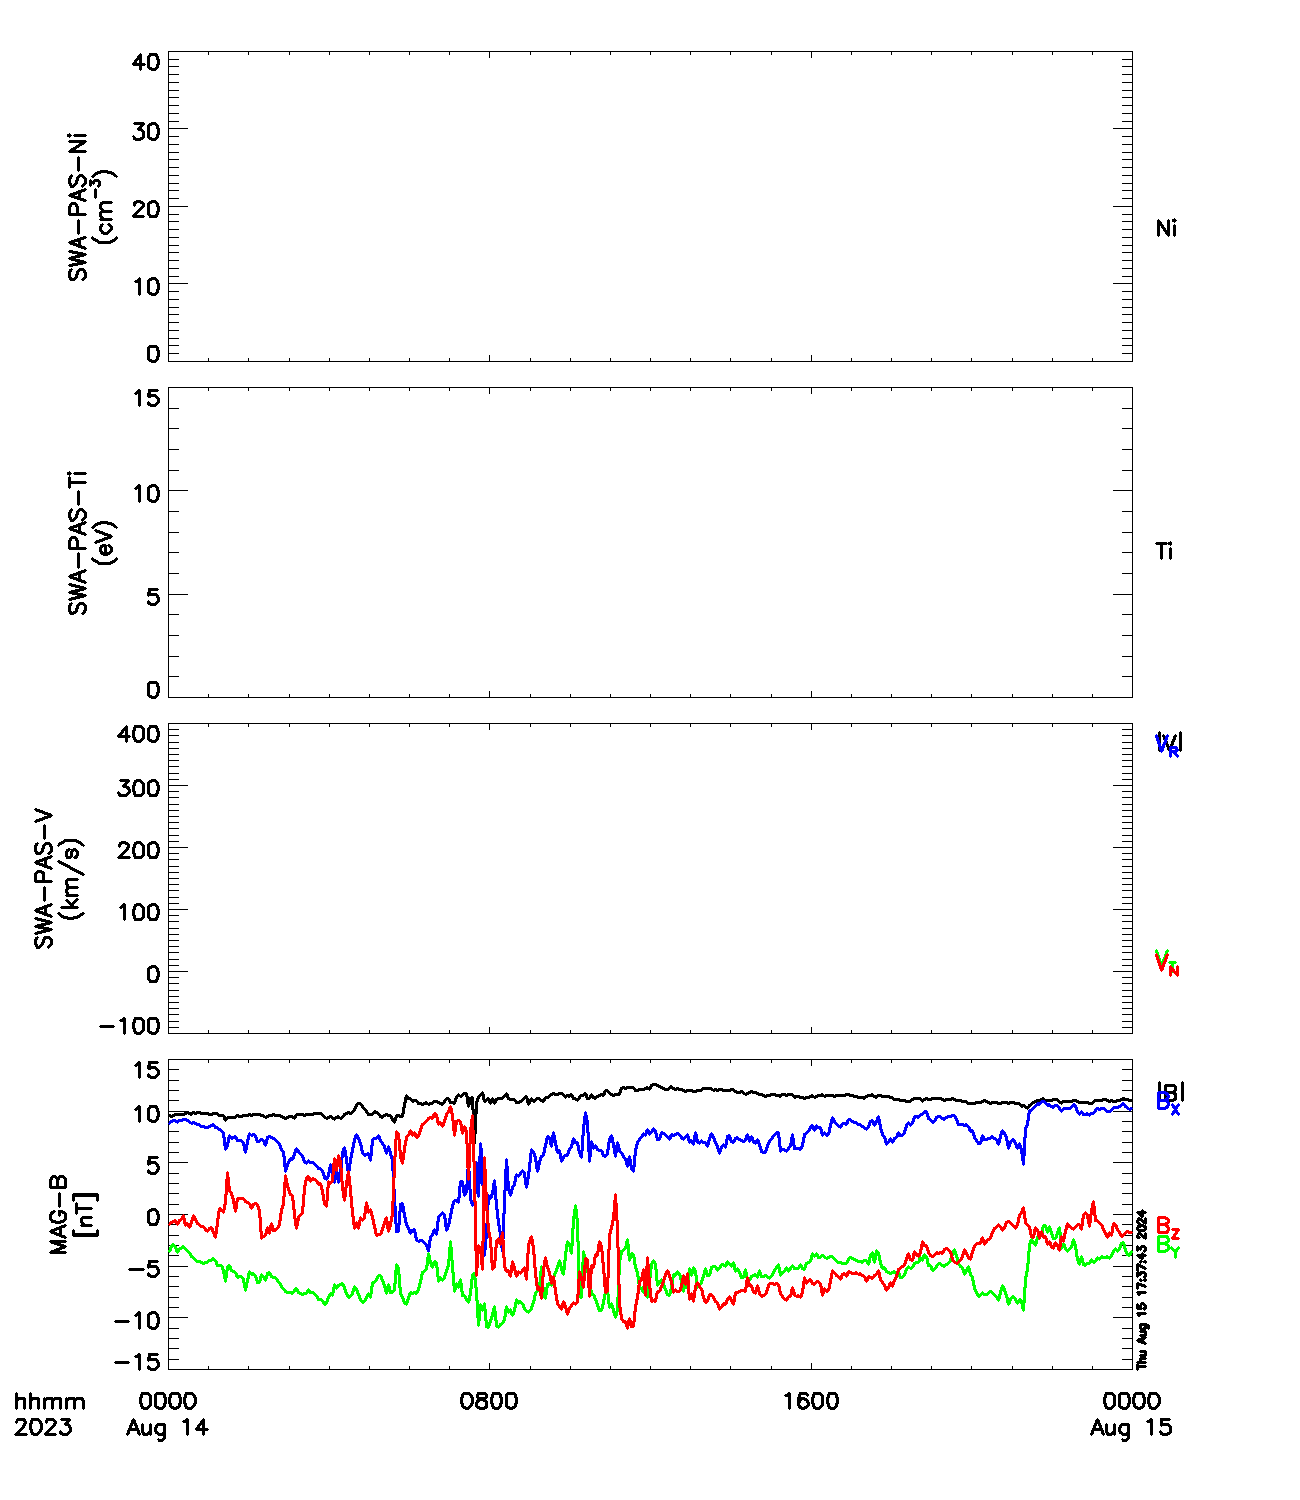 40
30
20
10
0
SWA-PAS-Ni
(cm-3)
Ni
15
10
5
0
SWA-PAS-Ti
(eV)
Ti
400
300
200
100
0
-100
SWA-PAS-V
(km/s)
|V|
VR
VT
VN
15
10
5
0
-5
-10
-15
MAG-B
[nT]
|B|
BX
BZ
BY
Thu Aug 15 17:37:43 2024
hhmm 0000 0800 1600 0000
2023 Aug 14 Aug 15